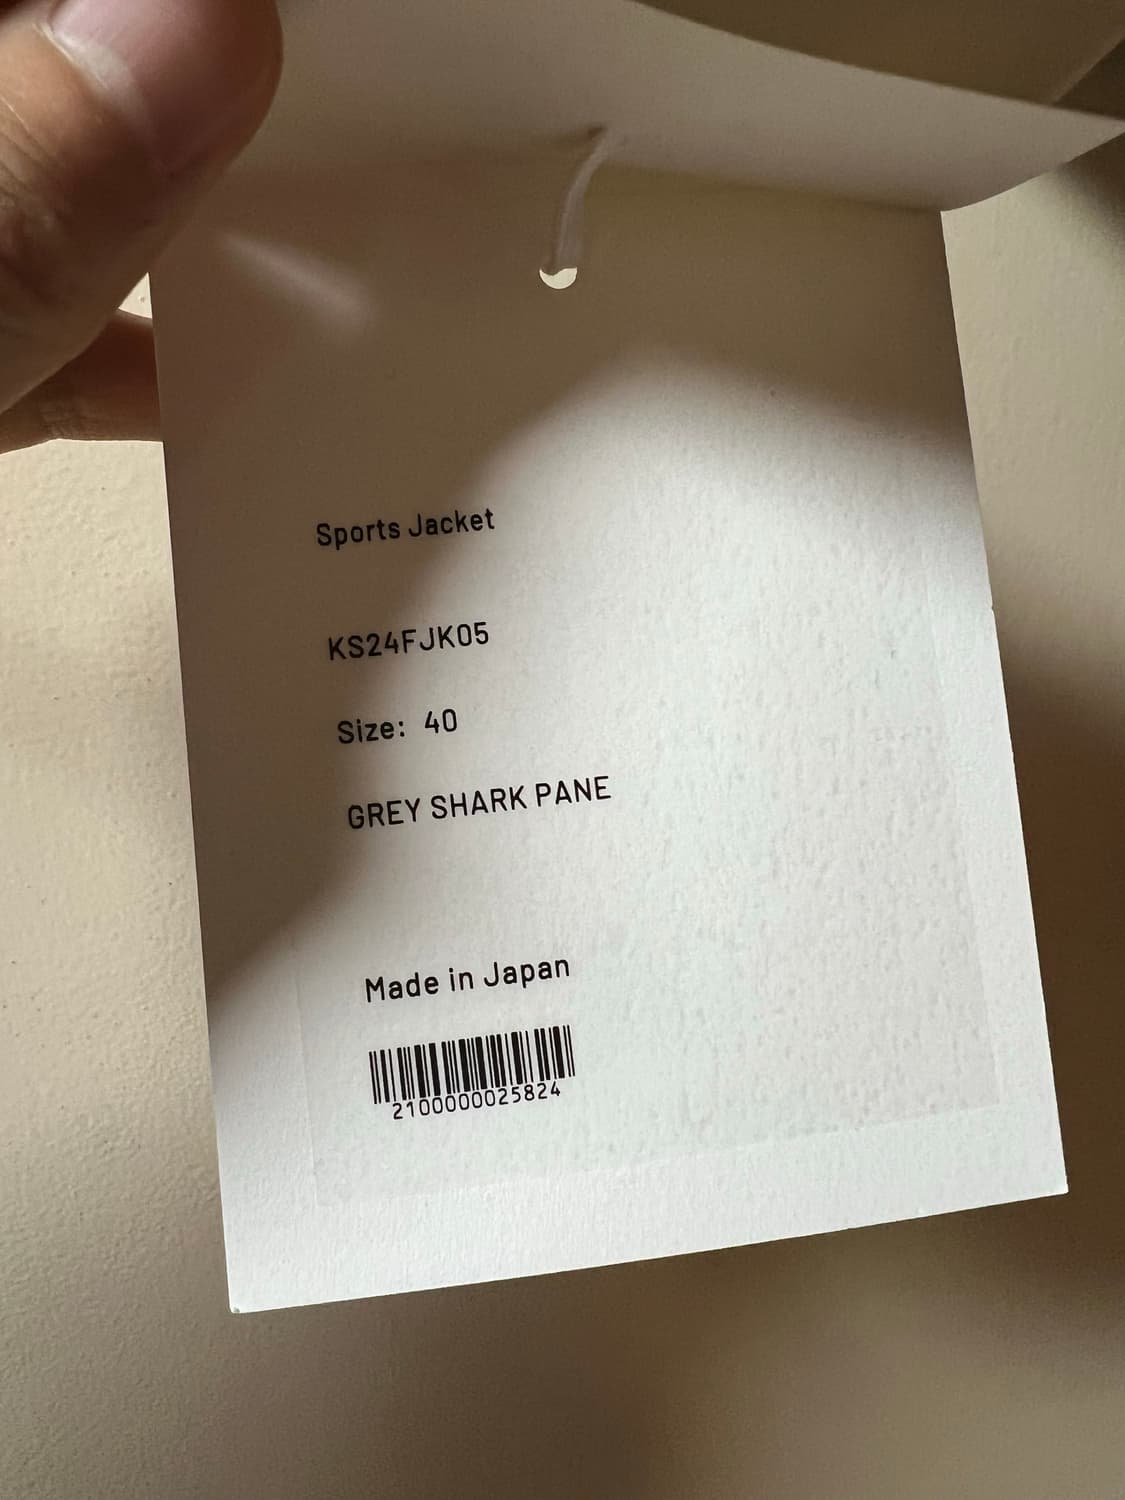 Sports Jacket
KS24FJK05
Size: 40
GREY SHARK PANE
Made in Japan
2100000025824